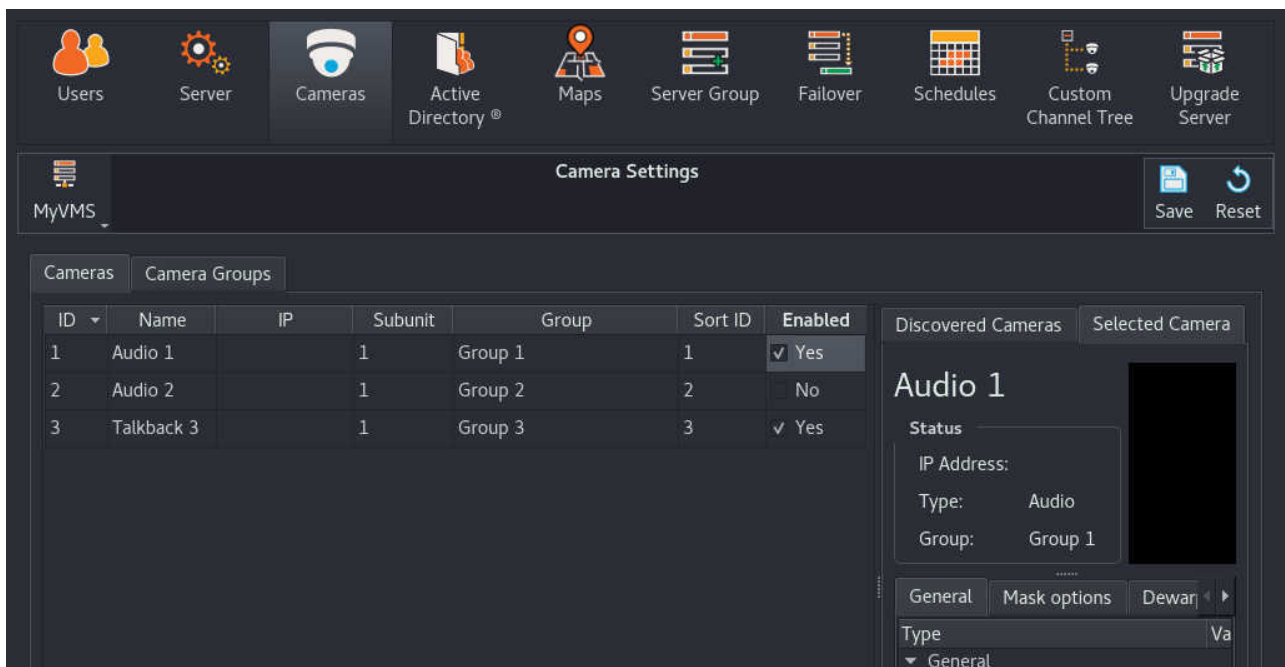 Users Server Cameras Active Directory ® Maps Server Group Failover Schedules Custom Channel Tree Upgrade Server
MyVMS
Camera Settings
Save Reset
Cameras Camera Groups
ID Name IP Subunit Group Sort ID Enabled
1 Audio 1 1 Group 1 1 Yes
2 Audio 2 1 Group 2 2 No
3 Talkback 3 1 Group 3 3 Yes
Discovered Cameras Selected Camera
Audio 1
Status
IP Address:
Type: Audio
Group: Group 1
General Mask options Dewarp
Type Va
General